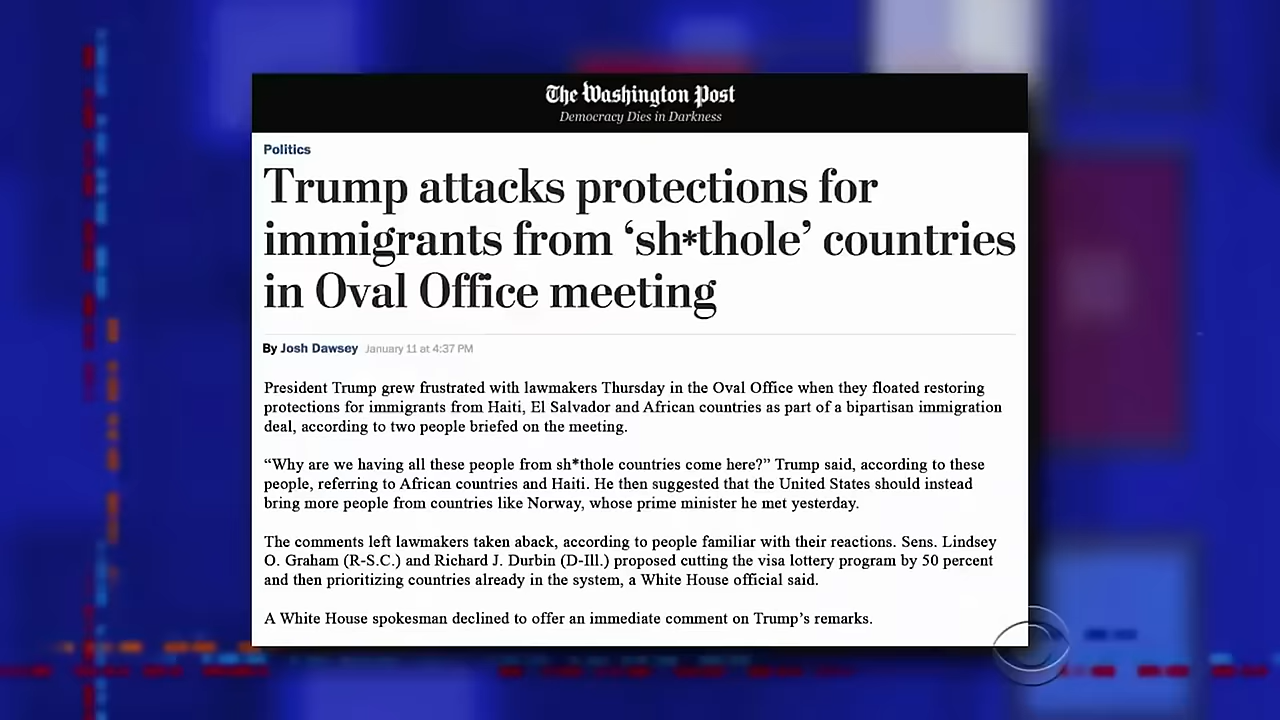 The Washington Post
Democracy Dies in Darkness
Politics
Trump attacks protections for
immigrants from ‘sh*thole’ countries
in Oval Office meeting
By Josh Dawsey January 11 at 4:37 PM
President Trump grew frustrated with lawmakers Thursday in the Oval Office when they floated restoring
protections for immigrants from Haiti, El Salvador and African countries as part of a bipartisan immigration
deal, according to two people briefed on the meeting.
“Why are we having all these people from sh*thole countries come here?” Trump said, according to these
people, referring to African countries and Haiti. He then suggested that the United States should instead
bring more people from countries like Norway, whose prime minister he met yesterday.
The comments left lawmakers taken aback, according to people familiar with their reactions. Sens. Lindsey
O. Graham (R-S.C.) and Richard J. Durbin (D-Ill.) proposed cutting the visa lottery program by 50 percent
and then prioritizing countries already in the system, a White House official said.
A White House spokesman declined to offer an immediate comment on Trump’s remarks.